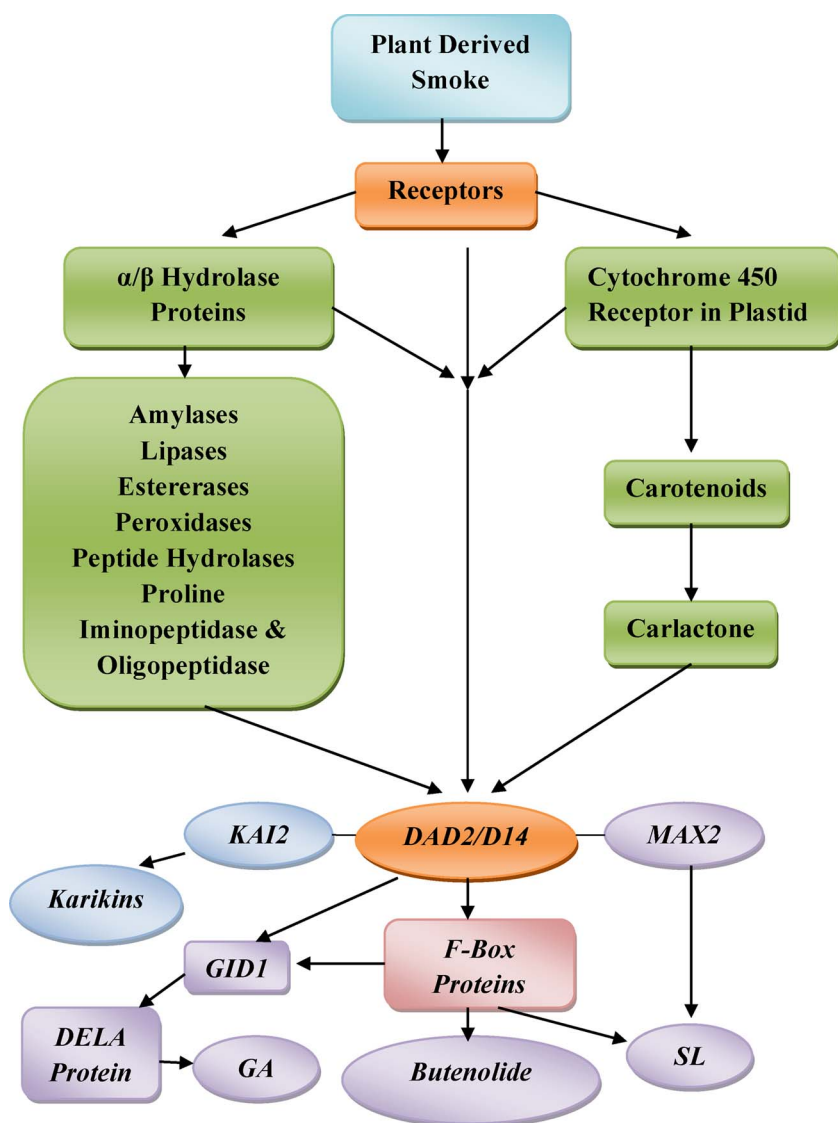 Plant Derived
Smoke
Receptors
α/β Hydrolase
Proteins
Cytochrome 450
Receptor in Plastid
Amylases
Lipases
Estererases
Peroxidases
Peptide Hydrolases
Proline
Iminopeptidase &
Oligopeptidase
Carotenoids
Carlactone
KAI2
DAD2/D14
MAX2
Karikins
GID1
F-Box
Proteins
DELA
Protein
GA
Butenolide
SL